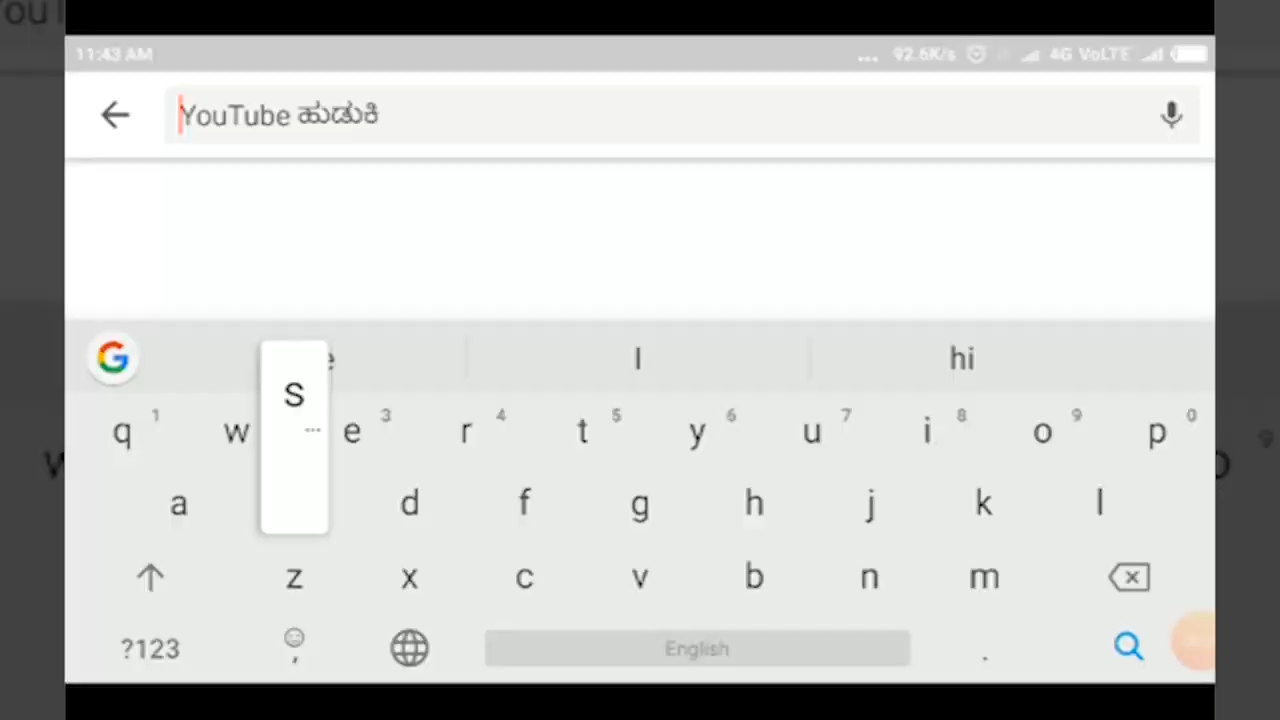 11:43 AM ... 92.6K/s 4G VoLTE
YouTube ಹುಡುಕಿ
I hi
q 1 w e 3 r 4 t 5 y 6 u 7 i 8 o 9 p 0
S
a d f g h j k l
z x c v b n m
?123 , English .